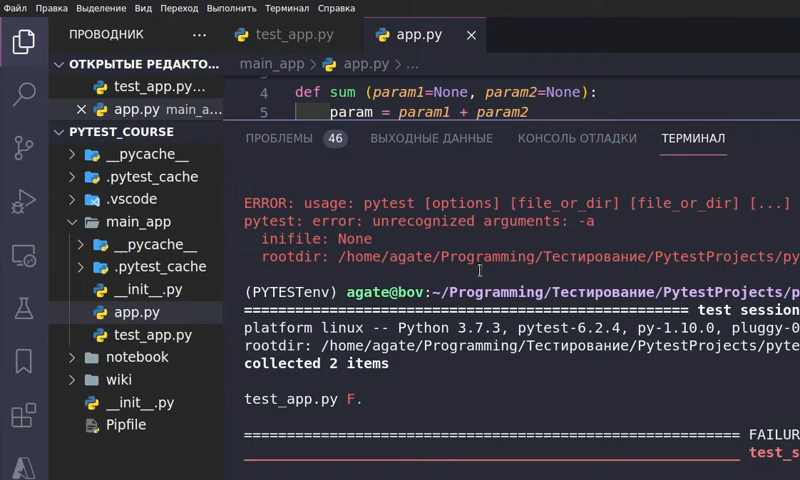 Файл Правка Выделение Вид Переход Выполнить Терминал Справка
ПРОВОДНИК ...
test_app.py app.py
ОТКРЫТЫЕ РЕДАКТО...
main_app app.py ...
test_app.py...
app.py main_a...
4 def sum (param1=None, param2=None):
5 param = param1 + param2
PYTEST_COURSE
__pycache__
.pytest_cache
.vscode
main_app
__pycache__
.pytest_cache
__init__.py
app.py
test_app.py
notebook
wiki
__init__.py
Pipfile
ПРОБЛЕМЫ 46 ВЫХОДНЫЕ ДАННЫЕ КОНСОЛЬ ОТЛАДКИ ТЕРМИНАЛ
ERROR: usage: pytest [options] [file_or_dir] [file_or_dir] [...]
pytest: error: unrecognized arguments: -a
inifile: None
rootdir: /home/agate/Programming/Тестирование/PytestProjects/py
(PYTESTenv) agate@bov:~/Programming/Тестирование/PytestProjects/p
================================================== test session
platform linux -- Python 3.7.3, pytest-6.2.4, py-1.10.0, pluggy-0
rootdir: /home/agate/Programming/Тестирование/PytestProjects/pyte
collected 2 items
test_app.py F.
======================================================== FAILUR
________________________________________________________ test_s